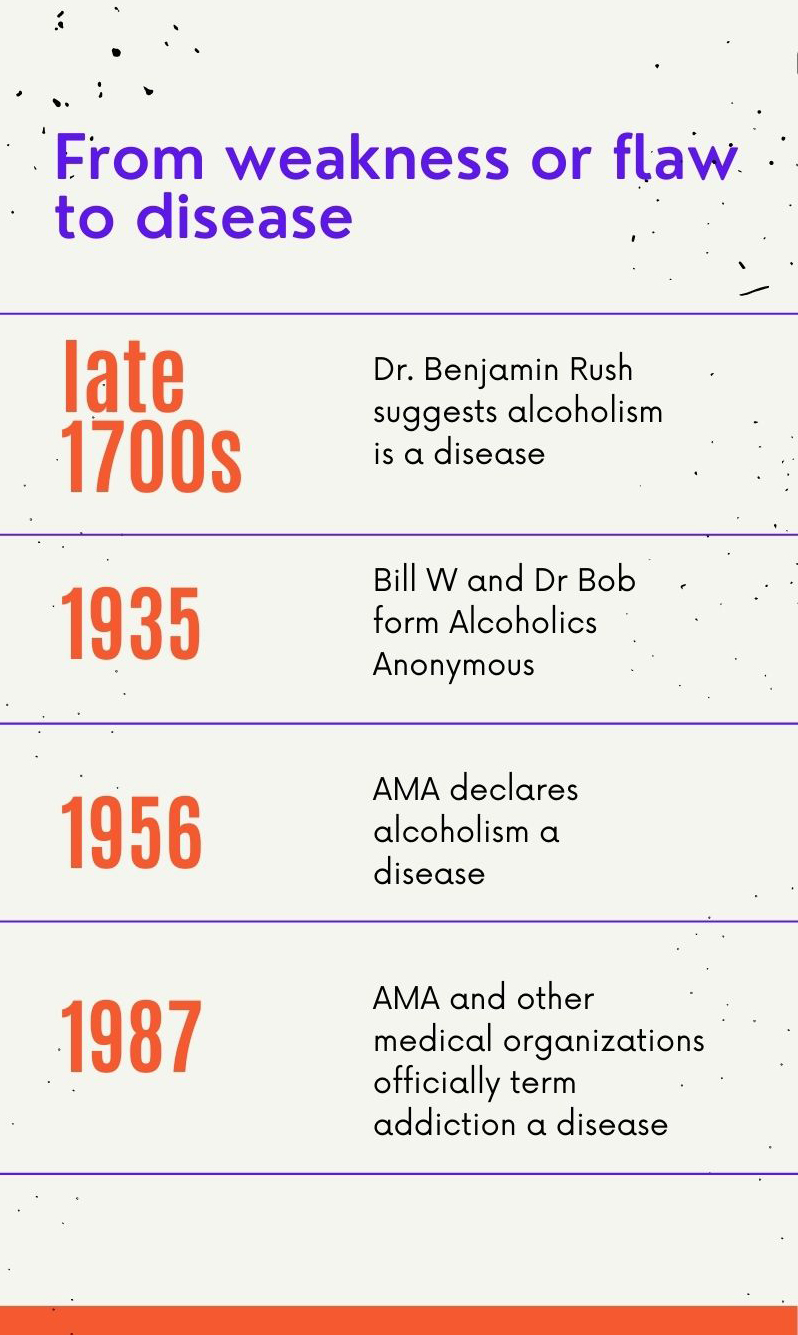 From weakness or flaw
to disease
late
1700s
Dr. Benjamin Rush
suggests alcoholism
is a disease
1935
Bill W and Dr Bob
form Alcoholics
Anonymous
1956
AMA declares
alcoholism a
disease
1987
AMA and other
medical organizations
officially term
addiction a disease